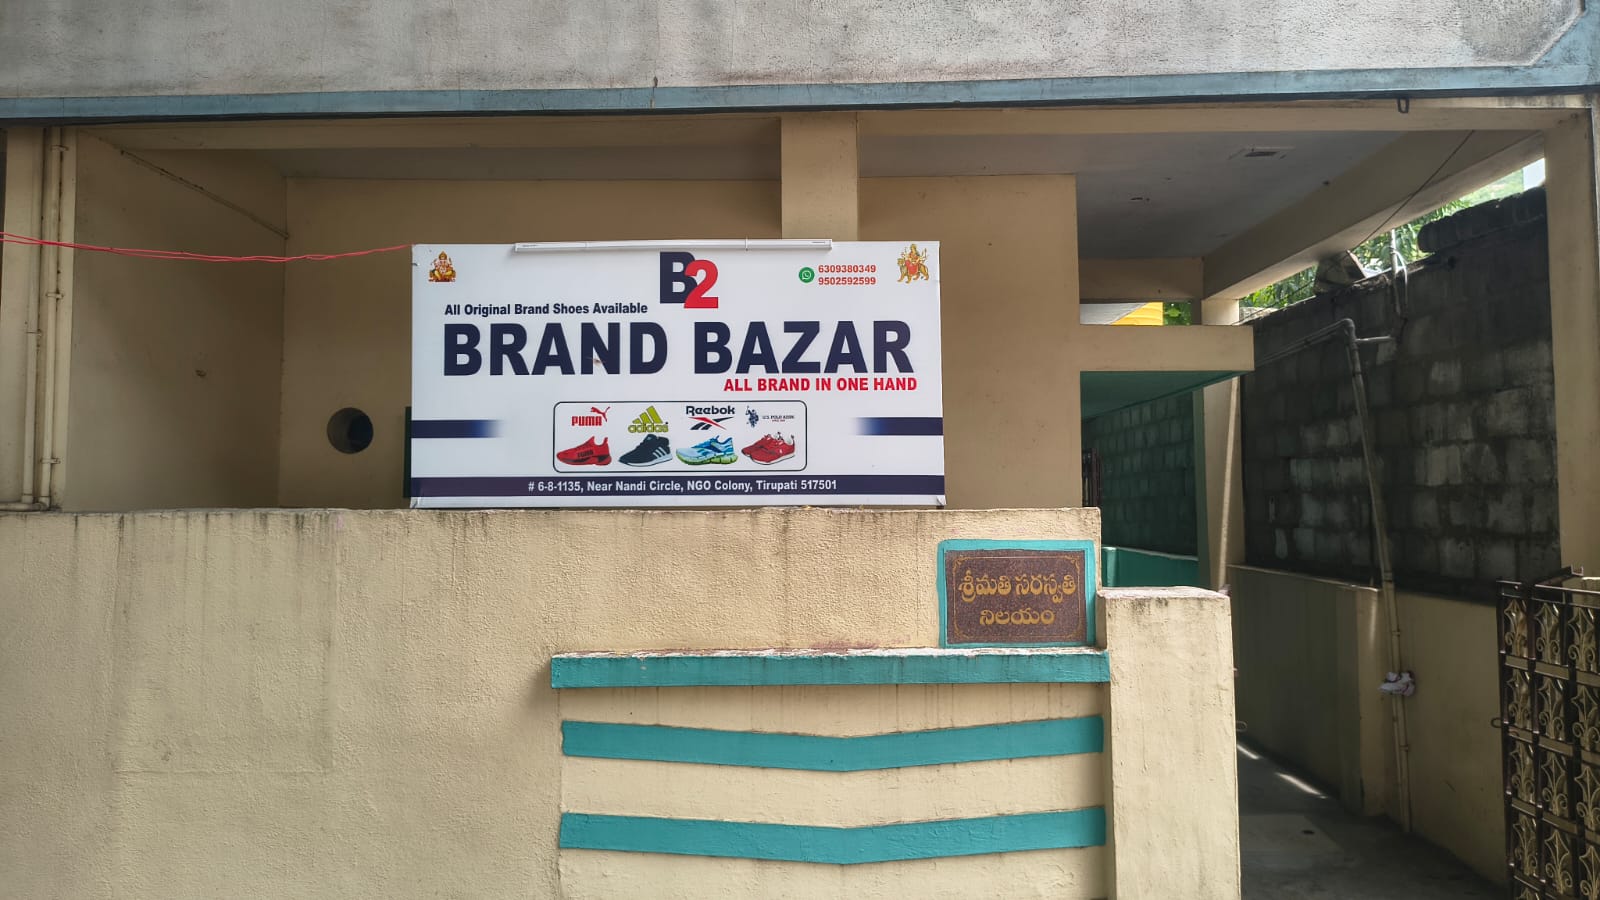 B2
6309380349
9502592599
All Original Brand Shoes Available
BRAND BAZAR
ALL BRAND IN ONE HAND
PUMA adidas Reebok U.S. POLO ASSN.
# 6-8-1135, Near Nandi Circle, NGO Colony, Tirupati 517501
శ్రీమతి సరస్వతి
నిలయం